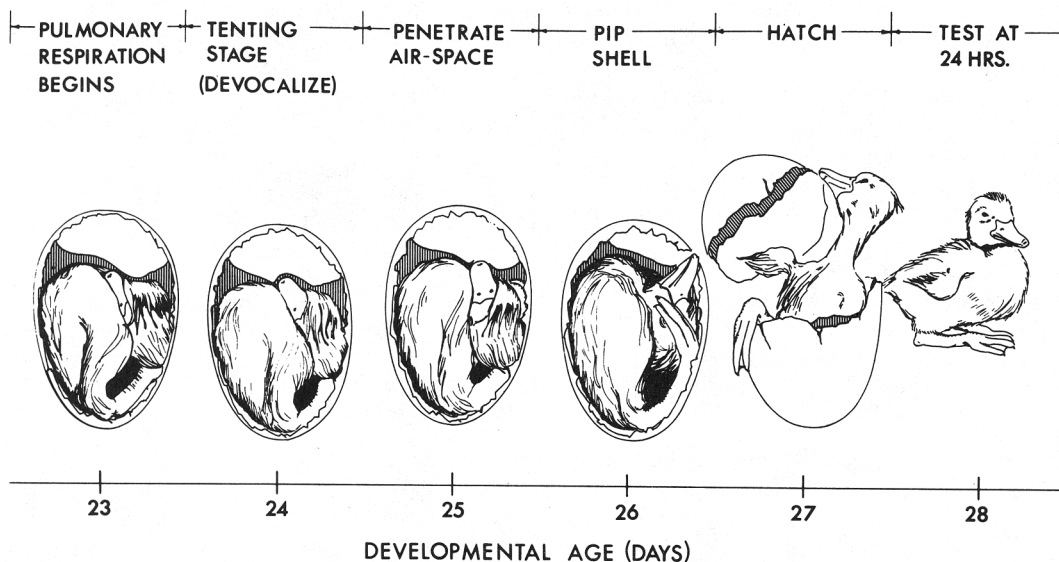 PULMONARY
RESPIRATION
BEGINS
TENTING
STAGE
(DEVOCALIZE)
PENETRATE
AIR-SPACE
PIP
SHELL
HATCH
TEST AT
24 HRS.
23 24 25 26 27 28
DEVELOPMENTAL AGE (DAYS)